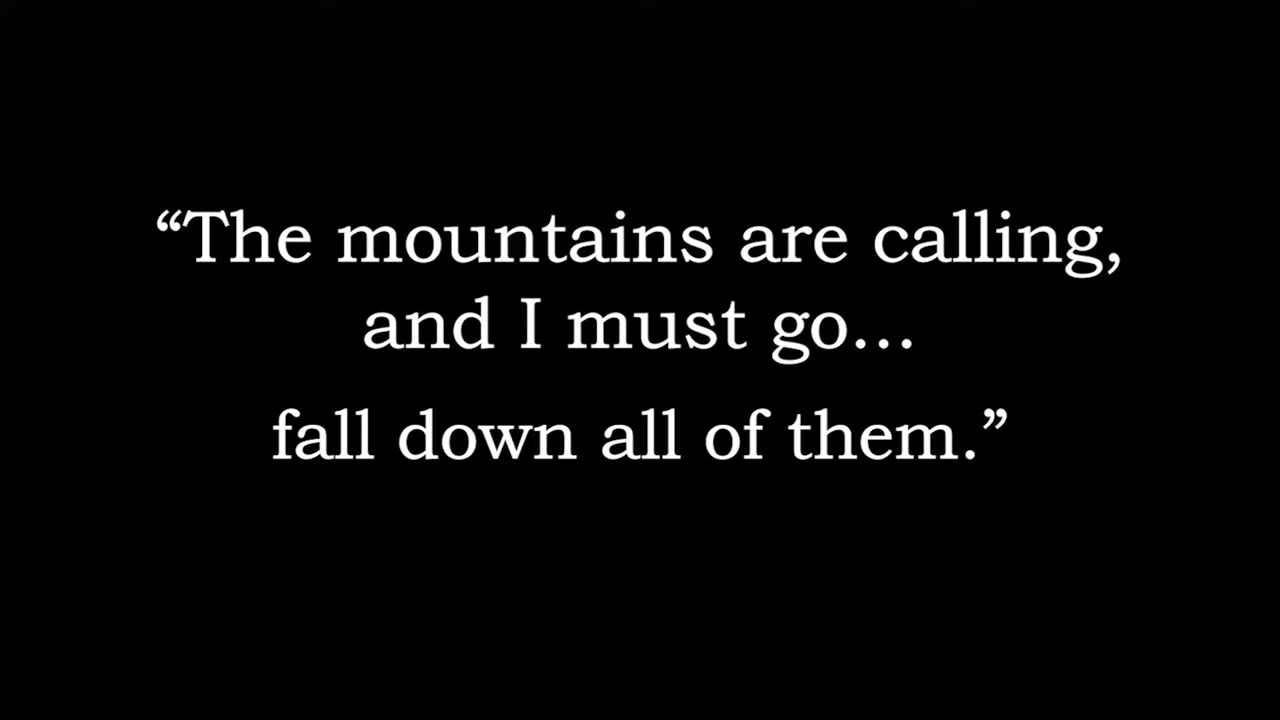 “The mountains are calling,
and I must go...
fall down all of them.”